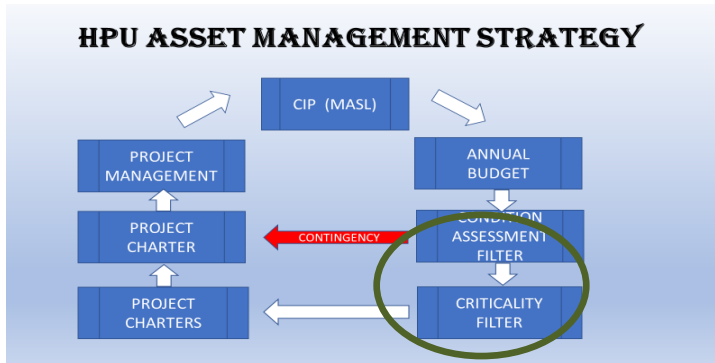 HPU ASSET MANAGEMENT STRATEGY
CIP (MASL)
PROJECT
MANAGEMENT
ANNUAL
BUDGET
PROJECT
CHARTER
CONTINGENCY
CONDITION
ASSESSMENT
FILTER
PROJECT
CHARTERS
CRITICALITY
FILTER